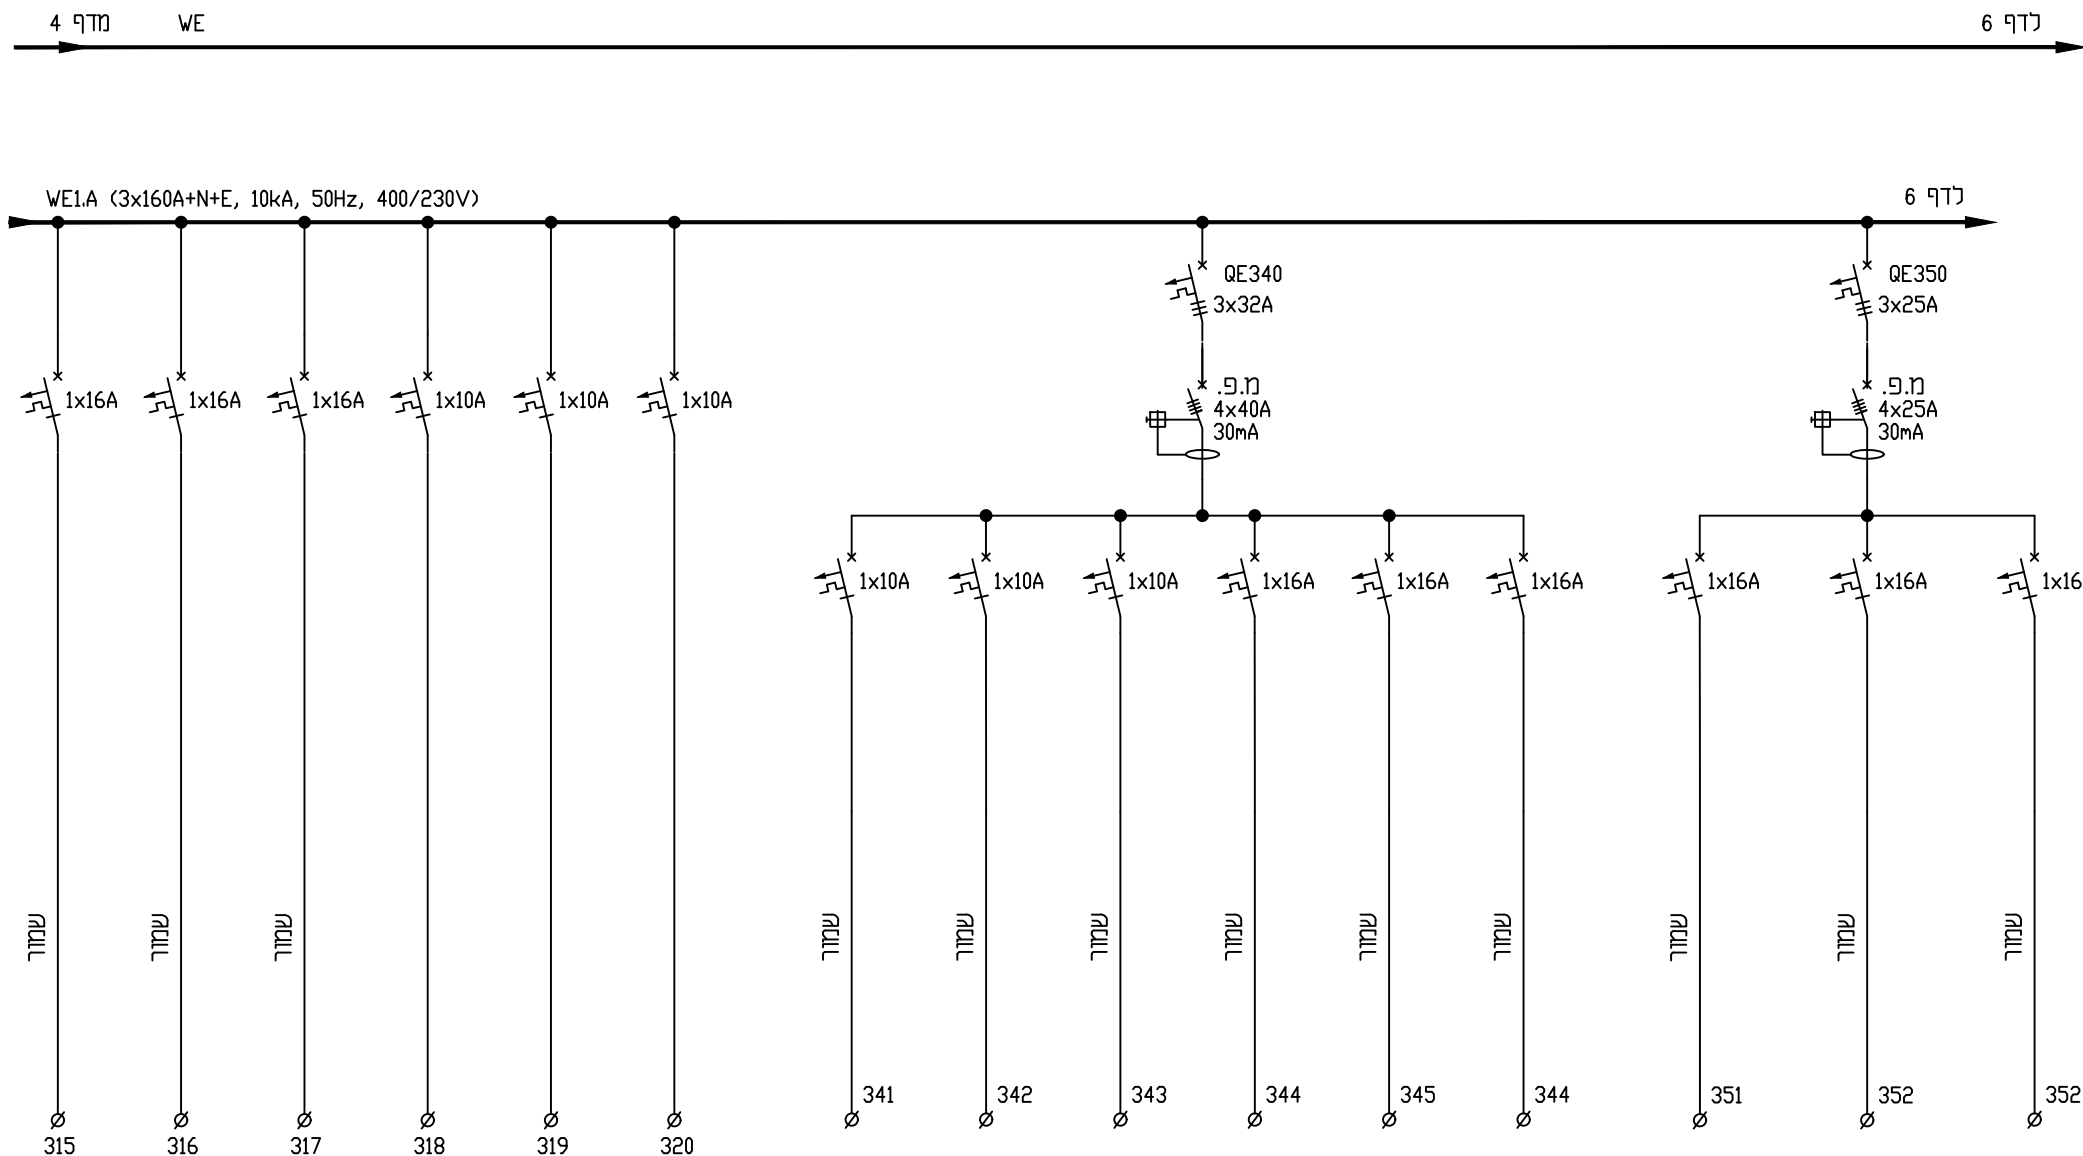 מדף 4
WE
לדף 6
WE1.A (3x160A+N+E, 10kA, 50Hz, 400/230V)
לדף 6
QE340
3x32A
QE350
3x25A
1x16A
1x16A
1x16A
1x10A
1x10A
1x10A
מ.פ.
4x40A
30mA
מ.פ.
4x25A
30mA
1x10A
1x10A
1x10A
1x16A
1x16A
1x16A
1x16A
1x16A
1x16
שמור
שמור
שמור
שמור
שמור
שמור
שמור
שמור
שמור
שמור
שמור
שמור
341
342
343
344
345
344
351
352
352
315
316
317
318
319
320